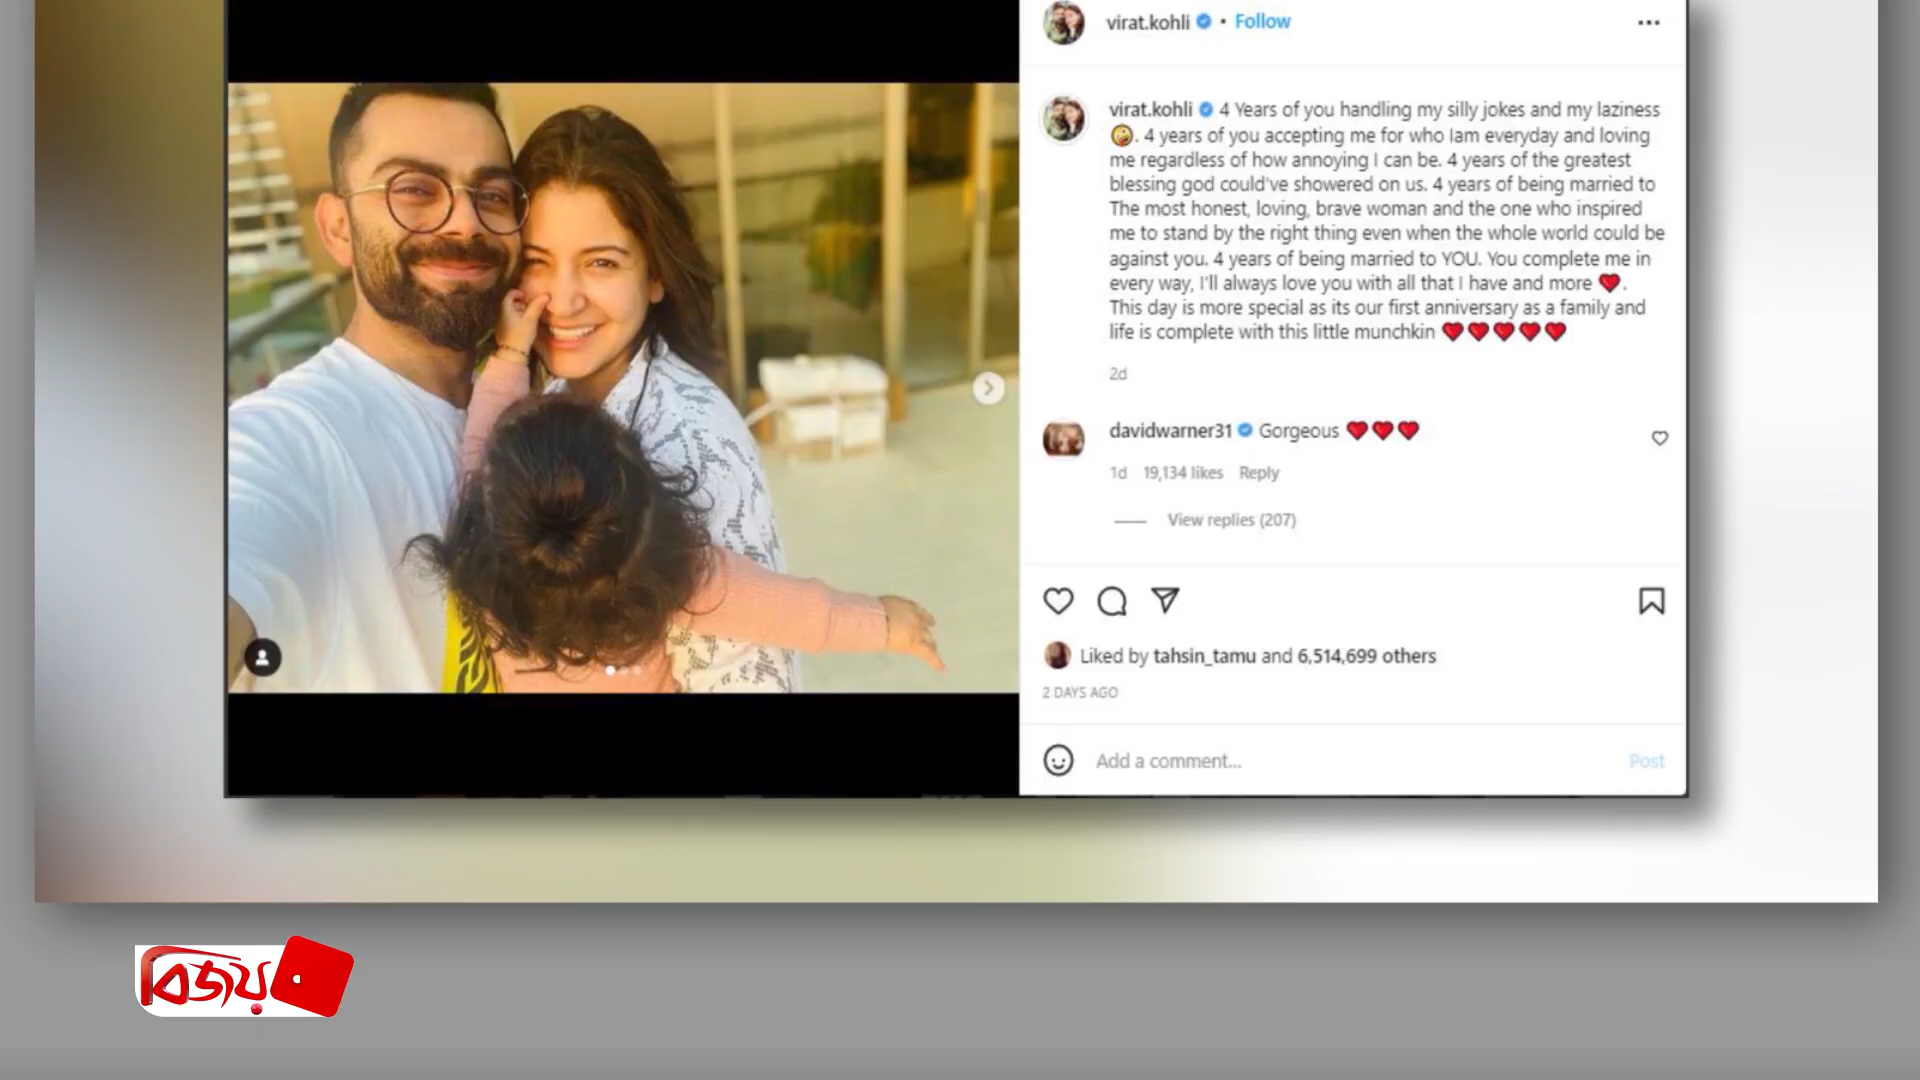 virat.kohli • Follow
virat.kohli 4 Years of you handling my silly jokes and my laziness
🤪. 4 years of you accepting me for who Iam everyday and loving
me regardless of how annoying I can be. 4 years of the greatest
blessing god could've showered on us. 4 years of being married to
The most honest, loving, brave woman and the one who inspired
me to stand by the right thing even when the whole world could be
against you. 4 years of being married to YOU. You complete me in
every way, I'll always love you with all that I have and more ❤️.
This day is more special as its our first anniversary as a family and
life is complete with this little munchkin ❤️❤️❤️❤️❤️
2d
davidwarner31 Gorgeous ❤️❤️❤️
1d 19,134 likes Reply
View replies (207)
Liked by tahsin_tamu and 6,514,699 others
2 DAYS AGO
Add a comment... Post
বিজয়